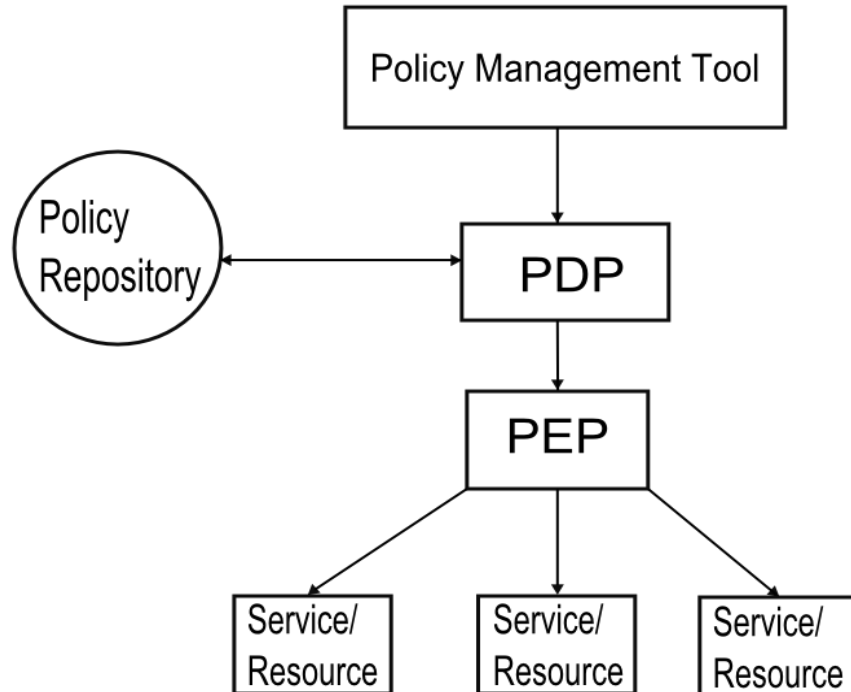 Policy Management Tool
Policy
Repository
PDP
PEP
Service/
Resource
Service/
Resource
Service/
Resource